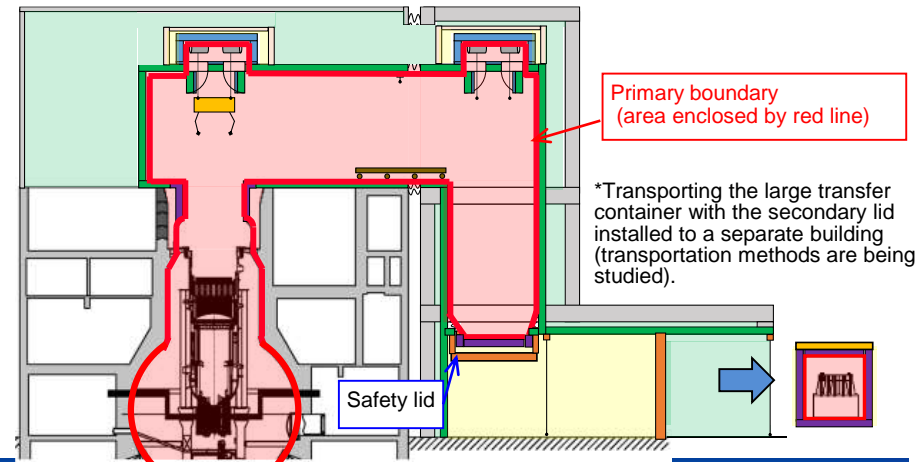 Primary boundary
(area enclosed by red line)
*Transporting the large transfer
container with the secondary lid
installed to a separate building
(transportation methods are being
studied).
Safety lid